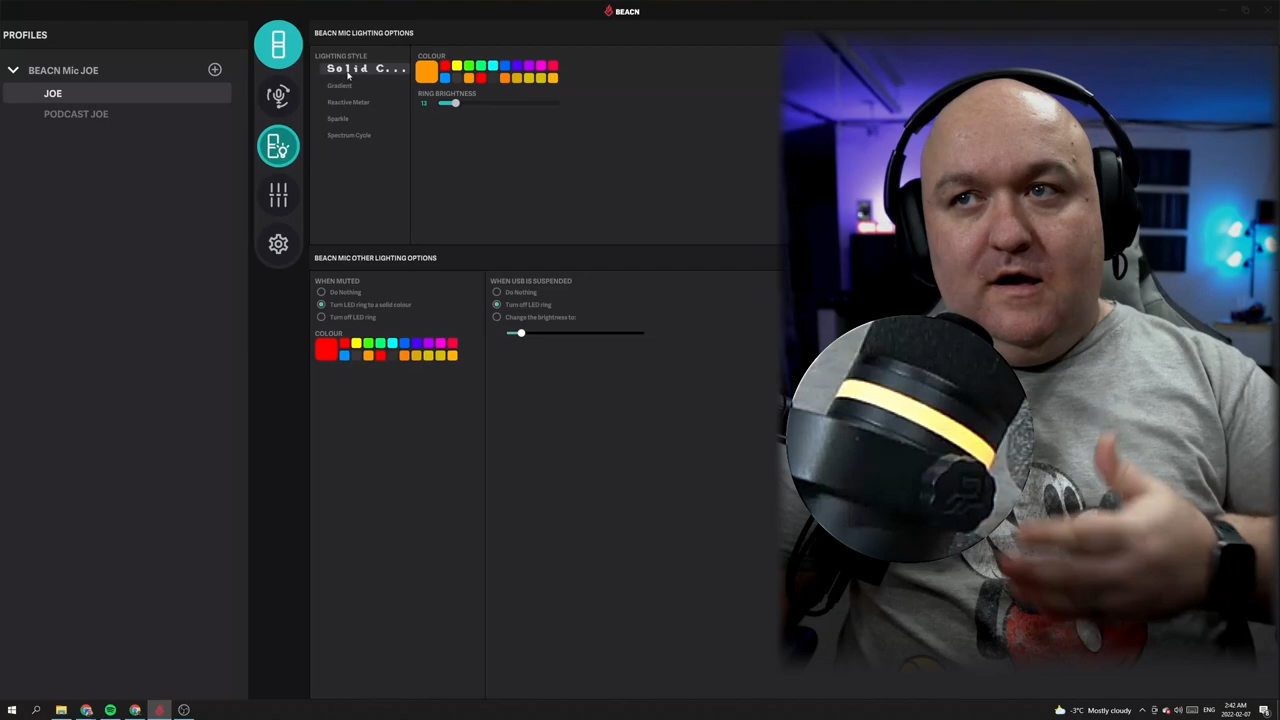 BEACN
PROFILES
BEACN Mic JOE
JOE
PODCAST JOE
BEACN MIC LIGHTING OPTIONS
LIGHTING STYLE
Solid C...
Gradient
Reactive Meter
Sparkle
Spectrum Cycle
COLOUR
RING BRIGHTNESS
13
BEACN MIC OTHER LIGHTING OPTIONS
WHEN MUTED
Do Nothing
Turn LED ring to a solid colour
Turn off LED ring
COLOUR
WHEN USB IS SUSPENDED
Do Nothing
Turn off LED ring
Change the brightness to:
-3°C Mostly cloudy
ENG
2:42 AM
2022-02-07